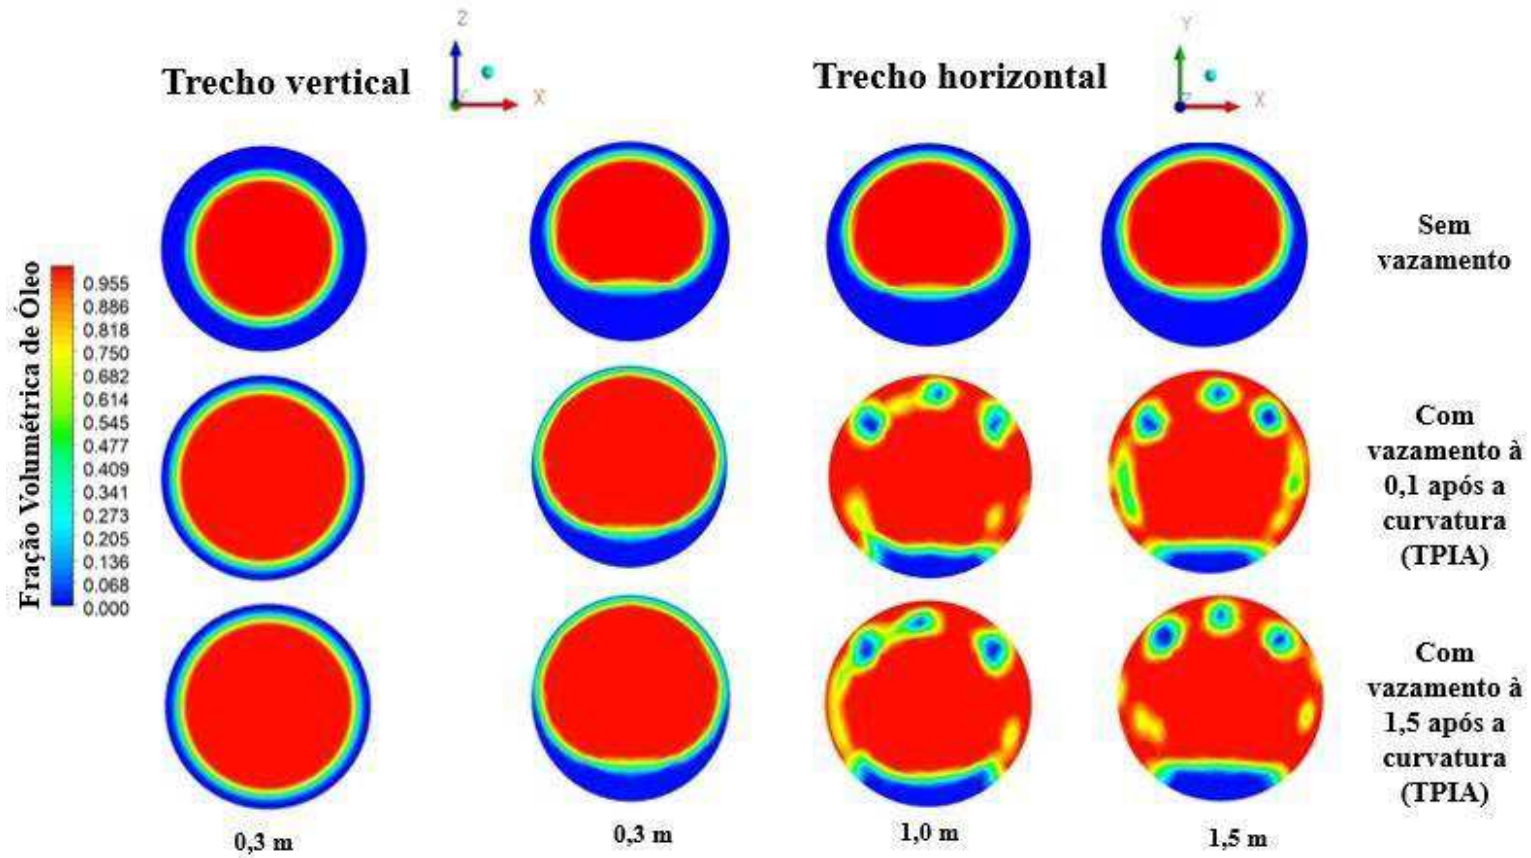 Trecho vertical
Z
X
Trecho horizontal
Y
X
Sem
vazamento
Fração Volumétrica de Óleo
0.955
0.886
0.818
0.750
0.682
0.614
0.545
0.477
0.409
0.341
0.273
0.205
0.136
0.068
0.000
Com
vazamento à
0,1 após a
curvatura
(TPIA)
Com
vazamento à
1,5 após a
curvatura
(TPIA)
0,3 m
0,3 m
1,0 m
1,5 m